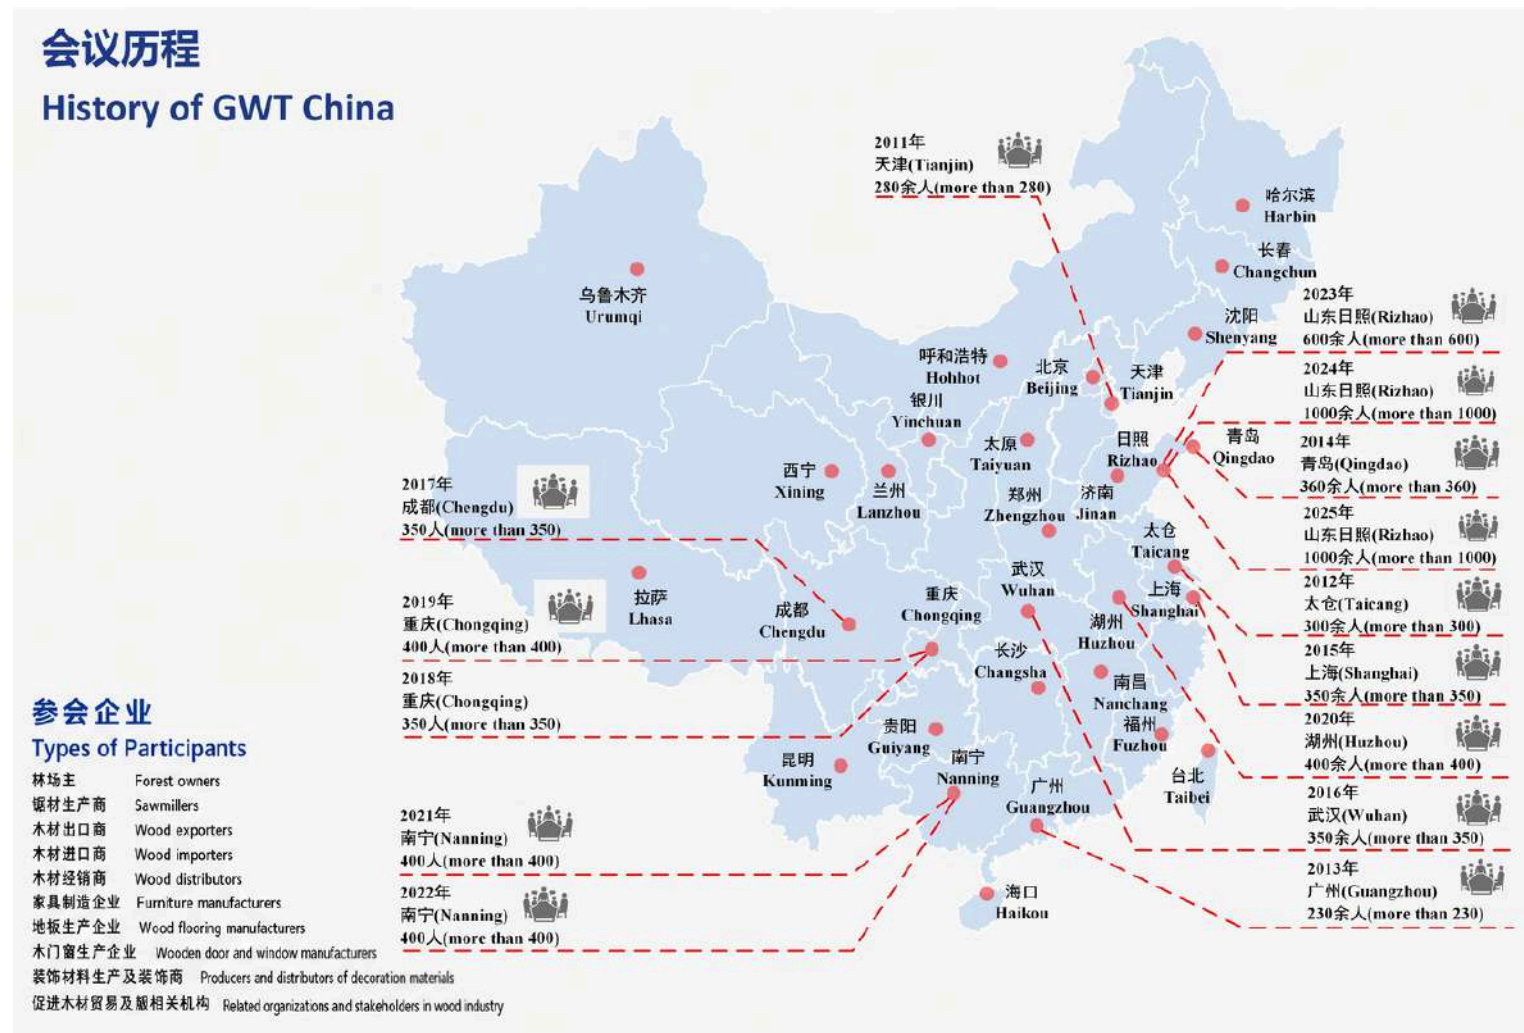 会议历程
History of GWT China
2011年
天津(Tianjin)
280余人(more than 280)
哈尔滨
Harbin
长春
Changchun
沈阳
Shenyang
乌鲁木齐
Urumqi
呼和浩特
Hohhot
北京
Beijing
天津
Tianjin
银川
Yinchuan
太原
Taiyuan
日照
Rizhao
青岛
Qingdao
西宁
Xining
兰州
Lanzhou
郑州
Zhengzhou
济南
Jinan
太仓
Taicang
武汉
Wuhan
上海
Shanghai
拉萨
Lhasa
成都
Chengdu
重庆
Chongqing
湖州
Huzhou
长沙
Changsha
南昌
Nanchang
贵阳
Guiyang
福州
Fuzhou
昆明
Kunming
南宁
Nanning
广州
Guangzhou
台北
Taibei
海口
Haikou
2023年
山东日照(Rizhao)
600余人(more than 600)
2024年
山东日照(Rizhao)
1000余人(more than 1000)
2014年
青岛(Qingdao)
360余人(more than 360)
2025年
山东日照(Rizhao)
1000余人(more than 1000)
2012年
太仓(Taicang)
300余人(more than 300)
2015年
上海(Shanghai)
350余人(more than 350)
2020年
湖州(Huzhou)
400余人(more than 400)
2016年
武汉(Wuhan)
350余人(more than 350)
2013年
广州(Guangzhou)
230余人(more than 230)
2017年
成都(Chengdu)
350人(more than 350)
2019年
重庆(Chongqing)
400人(more than 400)
2018年
重庆(Chongqing)
350人(more than 350)
2021年
南宁(Nanning)
400人(more than 400)
2022年
南宁(Nanning)
400人(more than 400)
参会企业
Types of Participants
林场主 Forest owners
锯材生产商 Sawmillers
木材出口商 Wood exporters
木材进口商 Wood importers
木材经销商 Wood distributors
家具制造企业 Furniture manufacturers
地板生产企业 Wood flooring manufacturers
木门窗生产企业 Wooden door and window manufacturers
装饰材料生产及装饰商 Producers and distributors of decoration materials
促进木材贸易及相关机构 Related organizations and stakeholders in wood industry